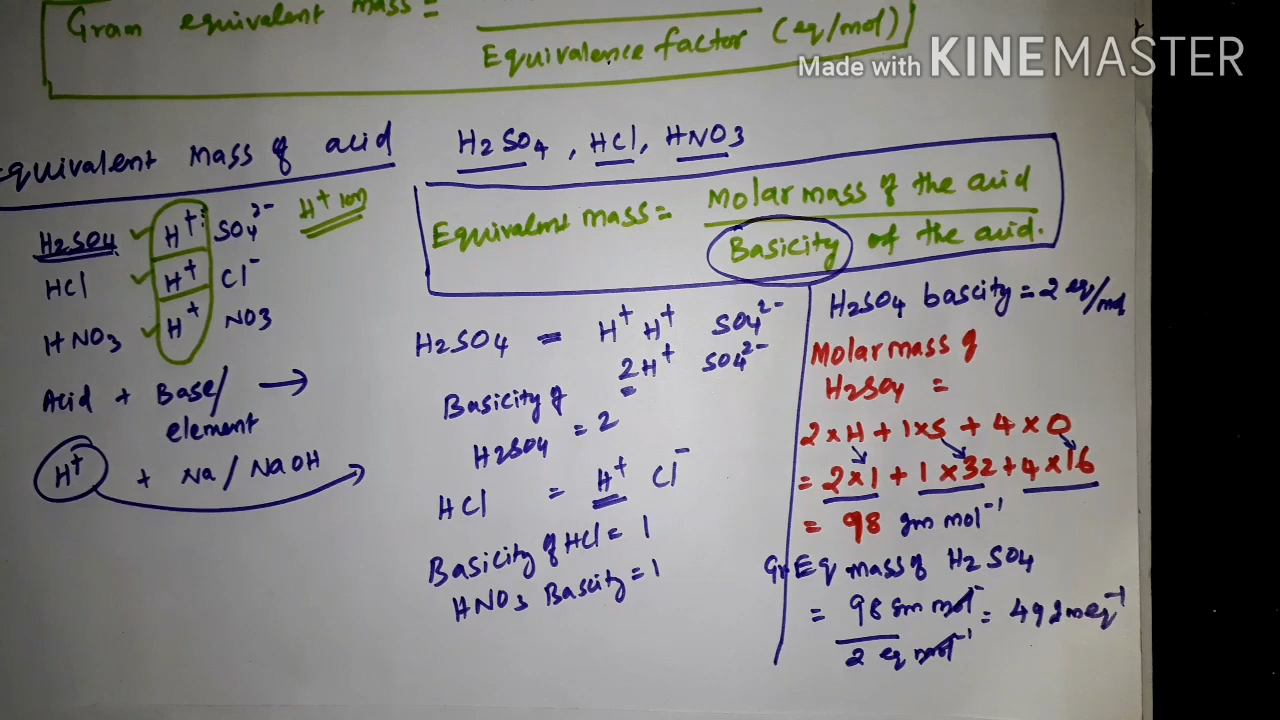 Gram equivalent mass =
Equivalence factor (eq/mol)
Made with KINEMASTER
equivalent mass of acid H2SO4, HCl, HNO3
H2SO4 H+ SO4 2- H+ ion
HCl H+ Cl-
HNO3 H+ NO3
Acid + Base/ →
element
H+ + Na / NaOH
Equivalent mass = Molar mass of the acid
Basicity of the acid.
H2SO4 = H+ H+ SO4 2-
2H+ SO4 2-
Basicity of
H2SO4 = 2
HCl = H+ Cl-
Basicity of HCl = 1
HNO3 Bascity = 1
H2SO4 bascity = 2 eq/mol
Molar mass of
H2SO4 =
2×H + 1×S + 4×O
= 2×1 + 1×32 + 4×16
= 98 gm mol-1
Gr Eq mass of H2SO4
= 98 gm mol-1 = 49 gm eq-1
2 eq mol-1